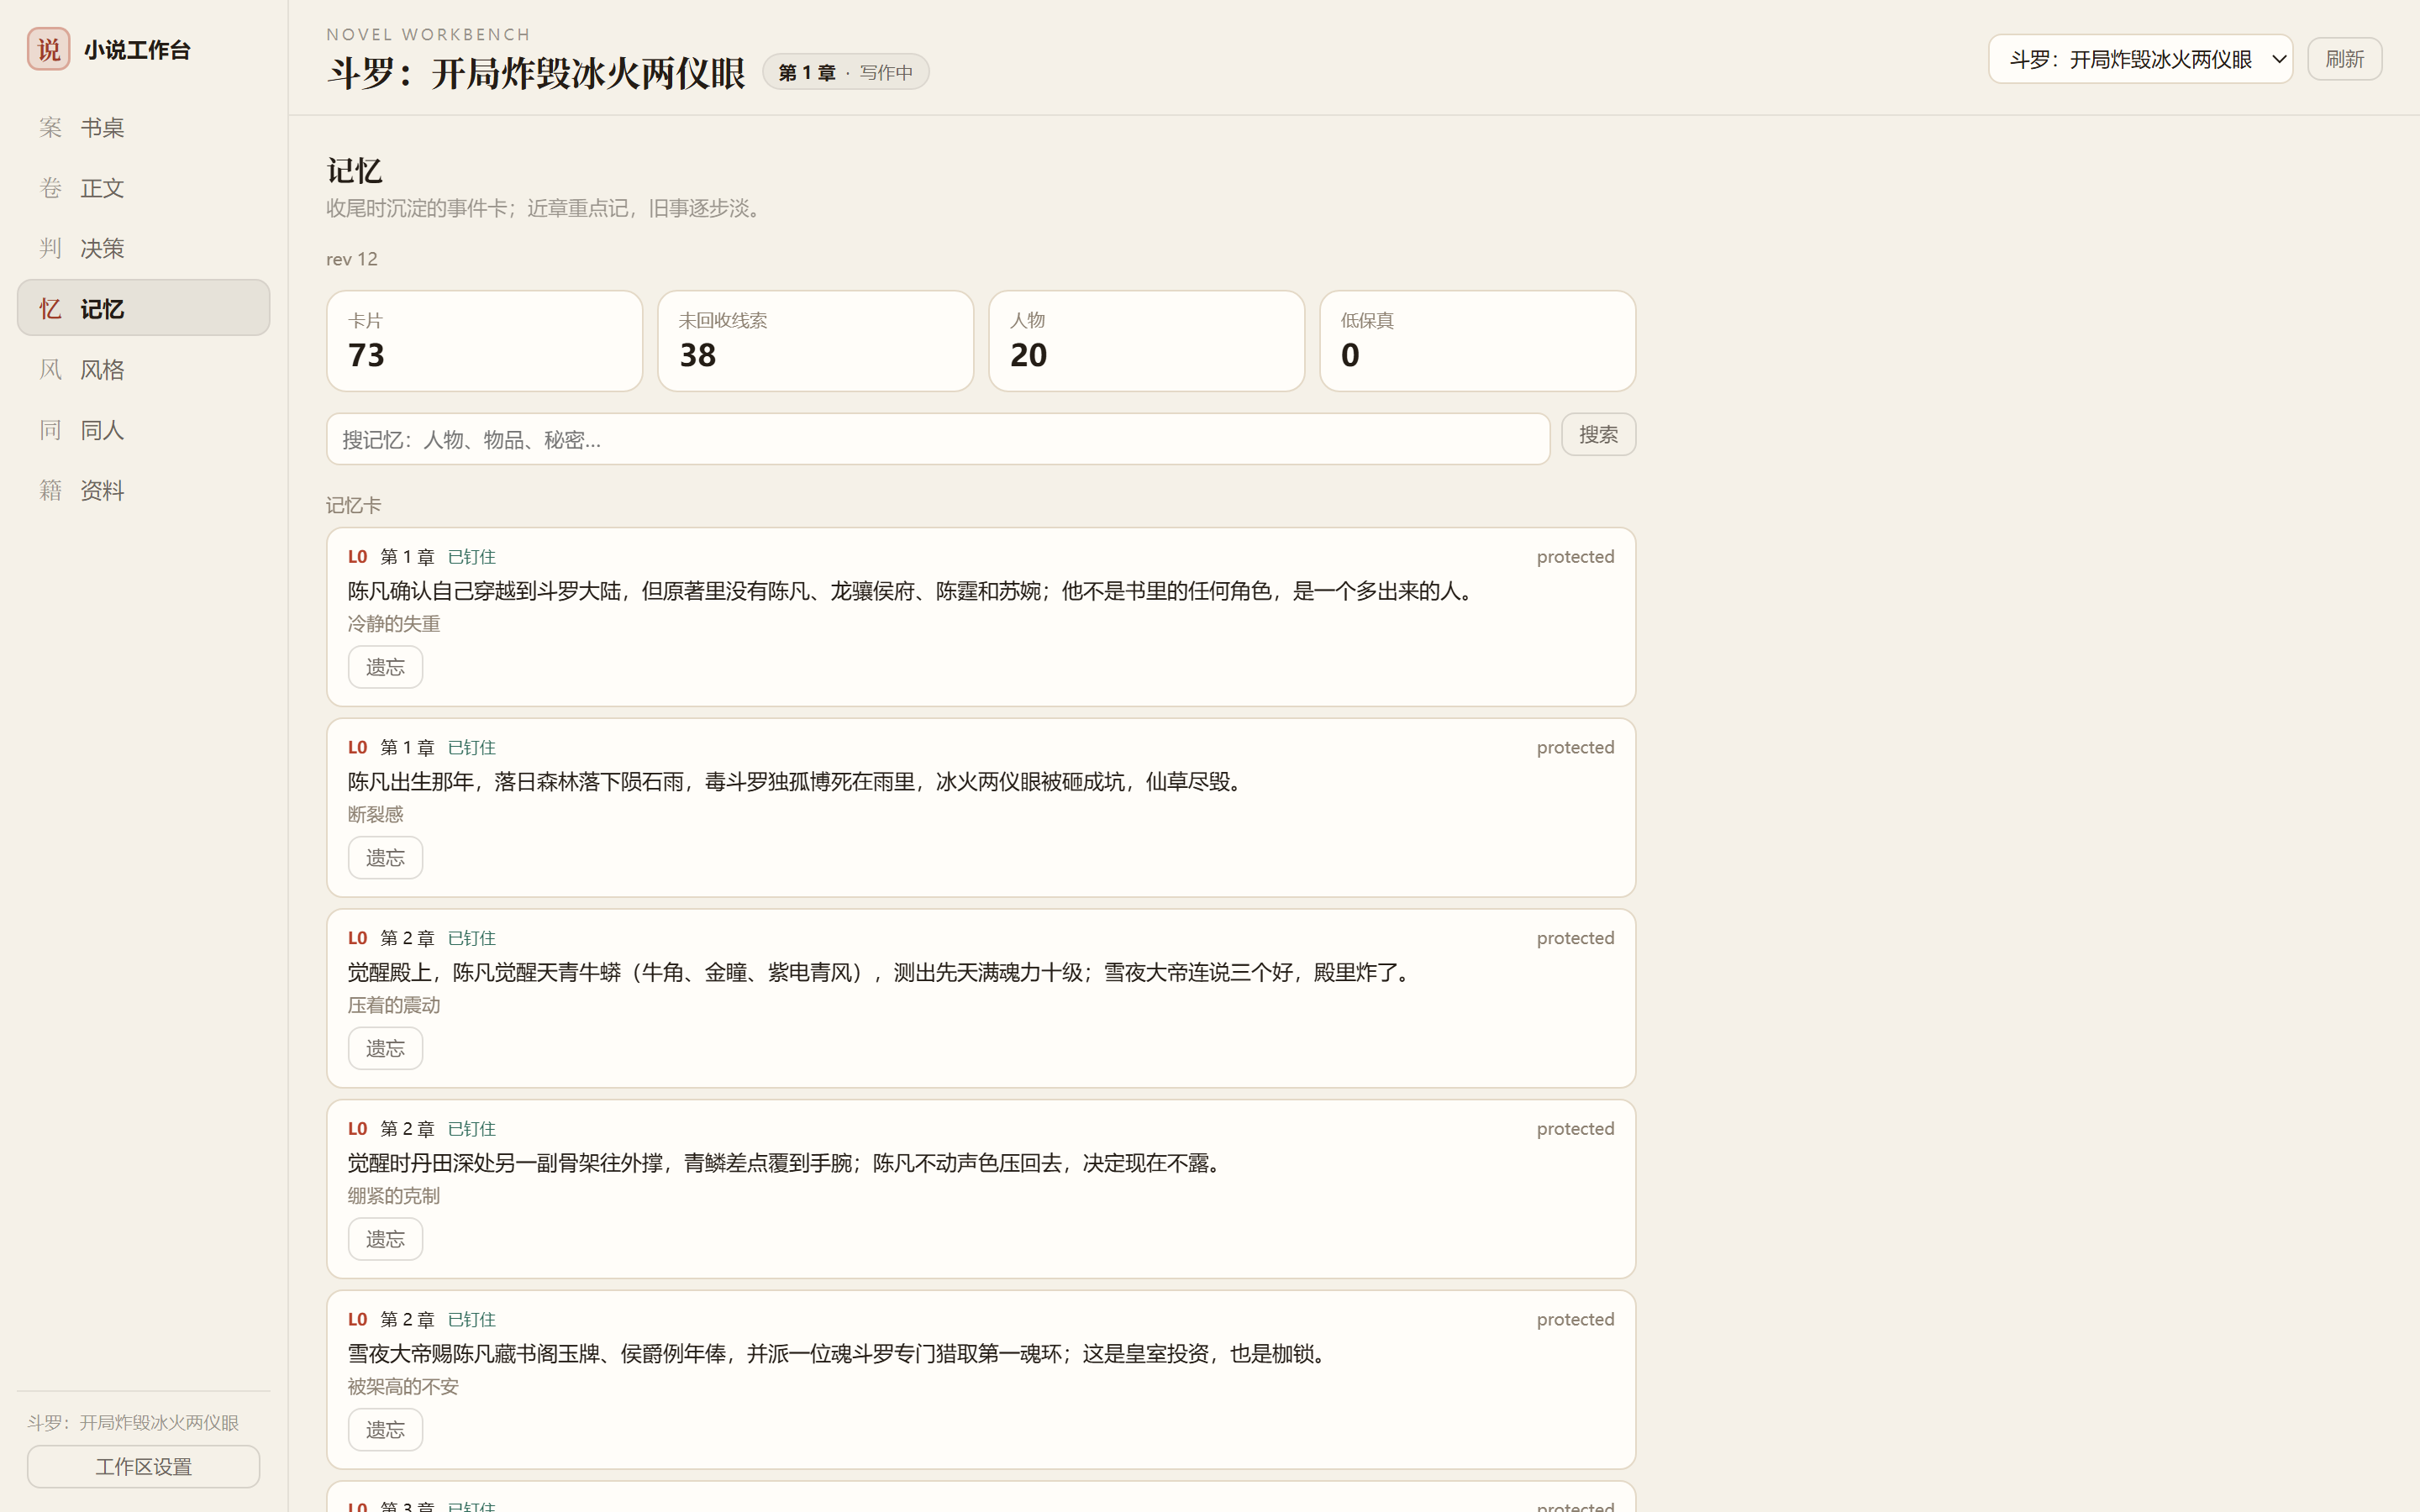 说 小说工作台
案 书桌
卷 正文
判 决策
忆 记忆
风 风格
同 同人
籍 资料
斗罗：开局炸毁冰火两仪眼
工作区设置
NOVEL WORKBENCH
斗罗：开局炸毁冰火两仪眼 第 1 章 · 写作中
斗罗：开局炸毁冰火两仪眼 刷新
记忆
收尾时沉淀的事件卡；近章重点记，旧事逐步淡。
rev 12
卡片
73
未回收线索
38
人物
20
低保真
0
搜记忆：人物、物品、秘密... 搜索
记忆卡
L0 第 1 章 已钉住 protected
陈凡确认自己穿越到斗罗大陆，但原著里没有陈凡、龙骧侯府、陈霆和苏婉；他不是书里的任何角色，是一个多出来的人。
冷静的失重
遗忘
L0 第 1 章 已钉住 protected
陈凡出生那年，落日森林落下陨石雨，毒斗罗独孤博死在雨里，冰火两仪眼被砸成坑，仙草尽毁。
断裂感
遗忘
L0 第 2 章 已钉住 protected
觉醒殿上，陈凡觉醒天青牛蟒（牛角、金瞳、紫电青风），测出先天满魂力十级；雪夜大帝连说三个好，殿里炸了。
压着的震动
遗忘
L0 第 2 章 已钉住 protected
觉醒时丹田深处另一副骨架往外撑，青鳞差点覆到手腕；陈凡不动声色压回去，决定现在不露。
绷紧的克制
遗忘
L0 第 2 章 已钉住 protected
雪夜大帝赐陈凡藏书阁玉牌、侯爵例年俸，并派一位魂斗罗专门猎取第一魂环；这是皇室投资，也是枷锁。
被架高的不安
遗忘
L0 第 3 章 已钉住 protected